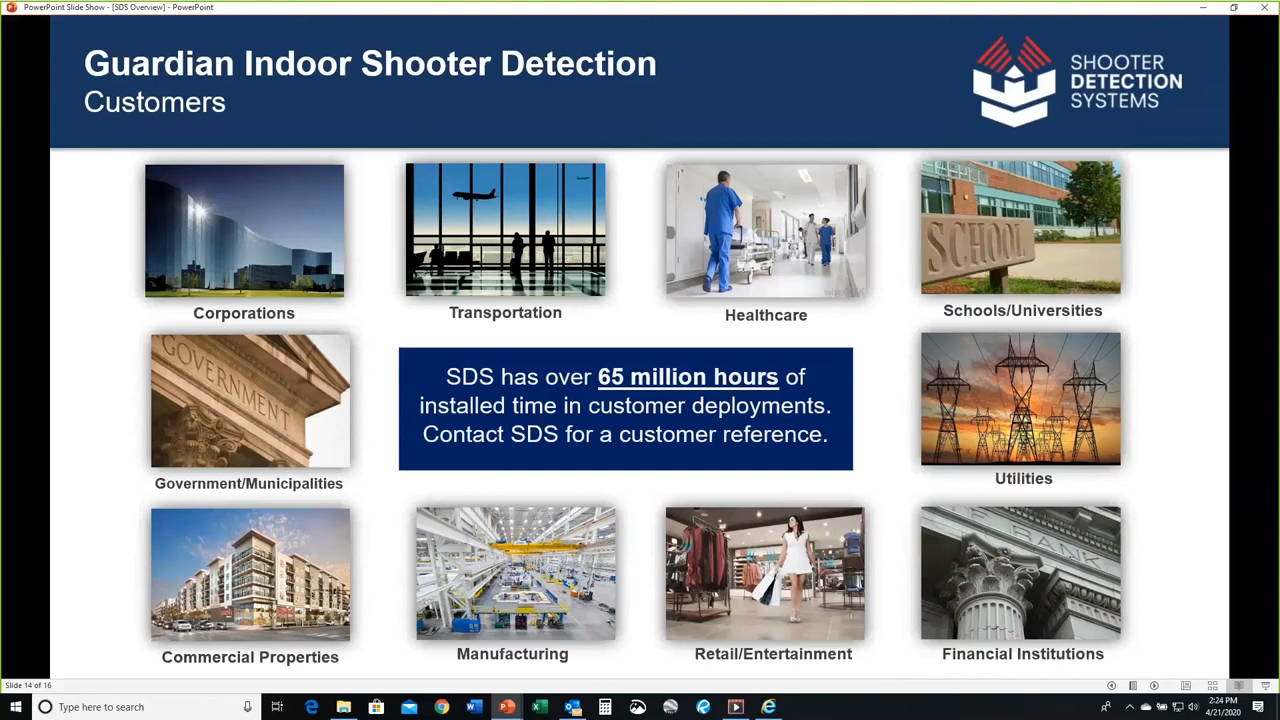 PowerPoint Slide Show - [SDS Overview] - PowerPoint
Guardian Indoor Shooter Detection
Customers
SHOOTER
DETECTION
SYSTEMS
SCHOOL
Corporations
Transportation
Healthcare
Schools/Universities
GOVERNMENT
SDS has over 65 million hours of
installed time in customer deployments.
Contact SDS for a customer reference.
Government/Municipalities
Utilities
BANK
Commercial Properties
Manufacturing
Retail/Entertainment
Financial Institutions
Slide 14 of 16
Type here to search
2:24 PM
4/21/2020